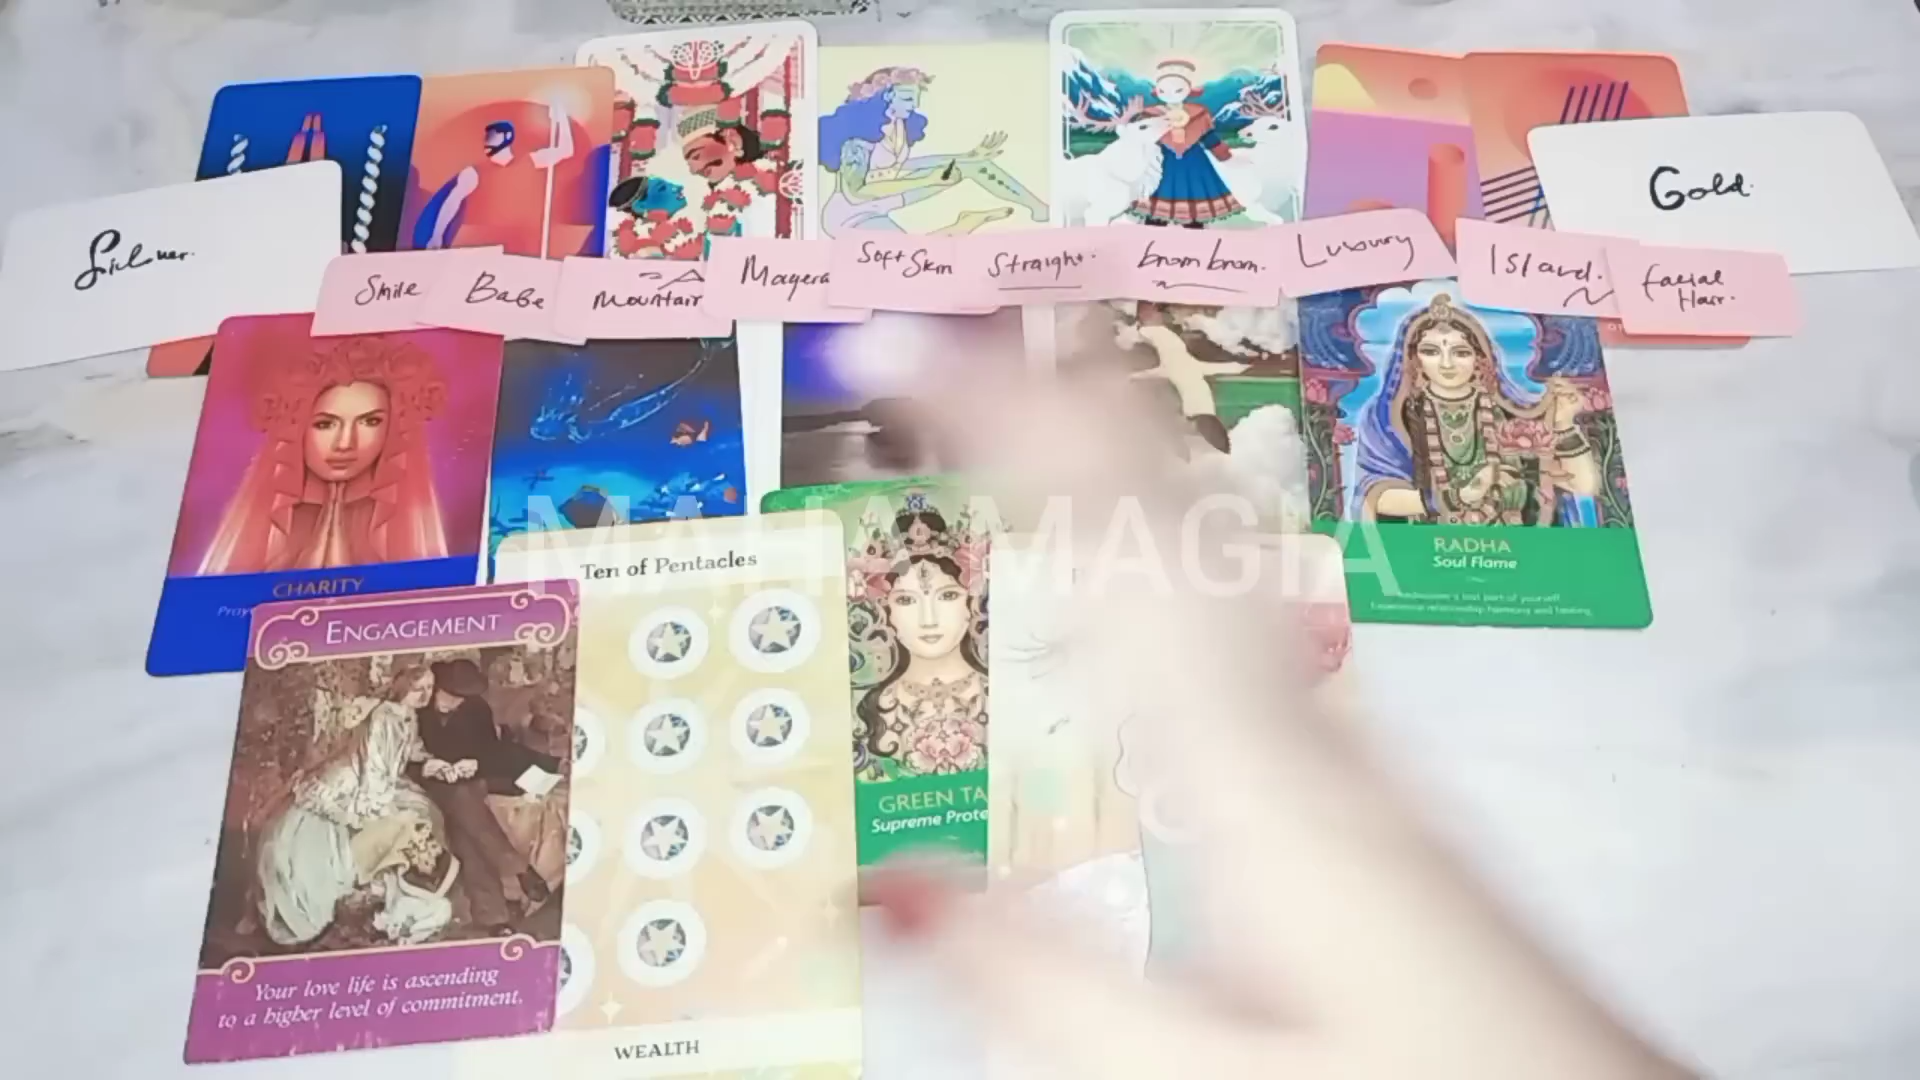 Gold.
Smile
Babe
Mountain
Soft Skin
Straight.
brom brom.
Luxury
Island.
facial
Hair.
CHARITY
RADHA
Soul Flame
MAHA MAGIA
Ten of Pentacles
WEALTH
ENGAGEMENT
Your love life is ascending
to a higher level of commitment.
GREEN TA
Supreme Prote